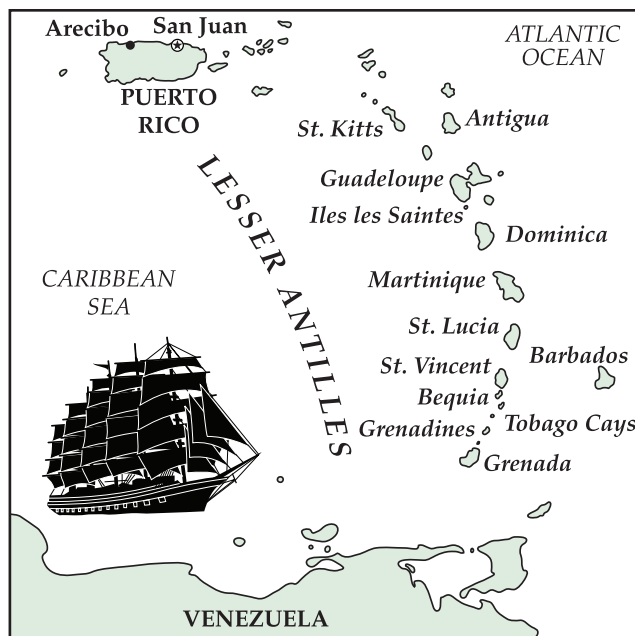 Arecibo
San Juan
PUERTO
RICO
ATLANTIC
OCEAN
St. Kitts
Antigua
Guadeloupe
Iles les Saintes
Dominica
LESSER ANTILLES
CARIBBEAN
SEA
Martinique
St. Lucia
Barbados
St. Vincent
Bequia
Tobago Cays
Grenadines
Grenada
VENEZUELA